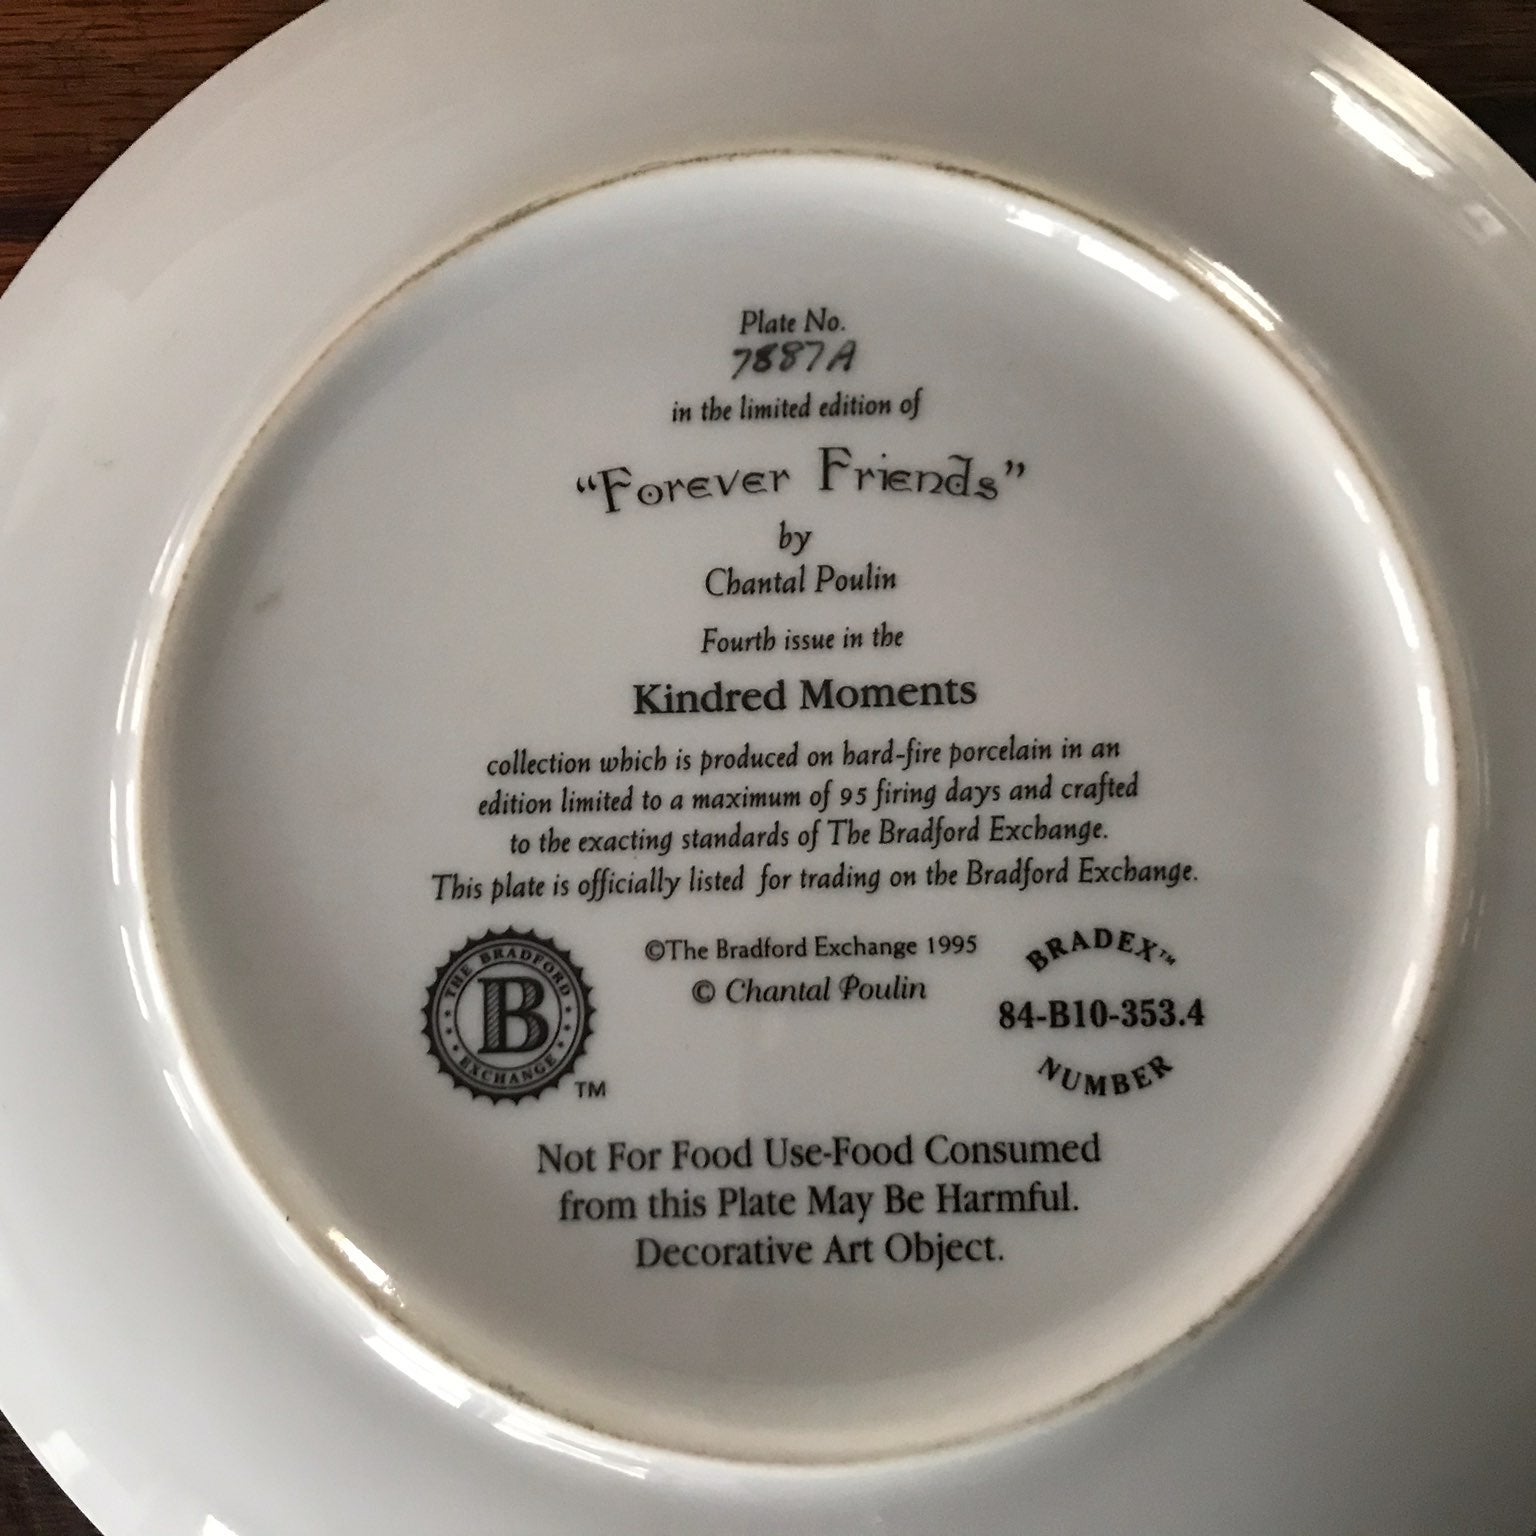 Plate No.
7887A
in the limited edition of
“Forever Friends”
by
Chantal Poulin
Fourth issue in the
Kindred Moments
collection which is produced on hard-fire porcelain in an
edition limited to a maximum of 95 firing days and crafted
to the exacting standards of The Bradford Exchange.
This plate is officially listed for trading on the Bradford Exchange.
THE BRADFORD
B
EXCHANGE
TM
©The Bradford Exchange 1995
© Chantal Poulin
BRADEX™
84-B10-353.4
NUMBER
Not For Food Use-Food Consumed
from this Plate May Be Harmful.
Decorative Art Object.